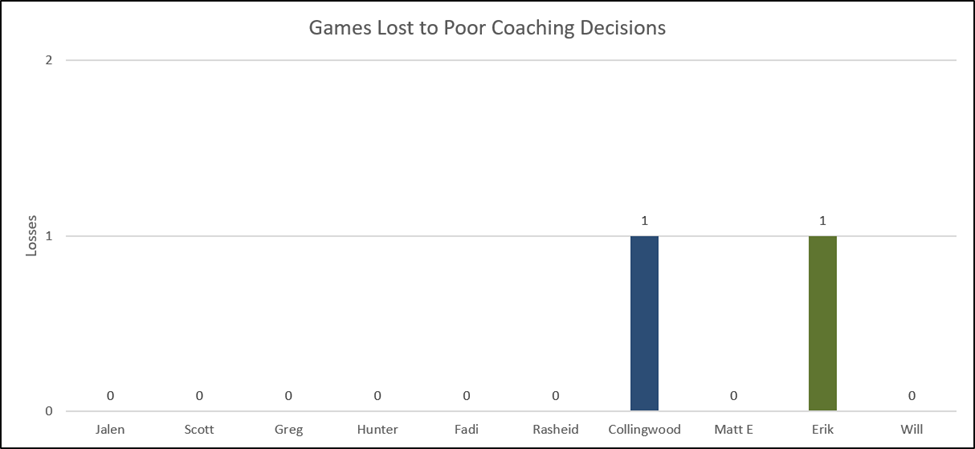 Games Lost to Poor Coaching Decisions
2
1
0
Losses
0 0 0 0 0 0 1 0 1 0
Jalen Scott Greg Hunter Fadi Rasheid Collingwood Matt E Erik Will